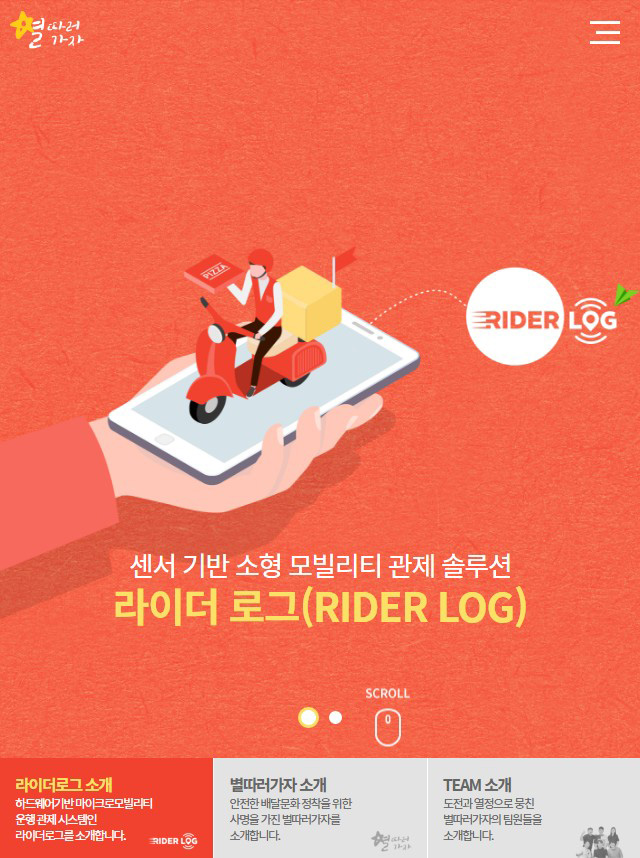 별 따러
가자
PIZZA
RIDER LOG
센서 기반 소형 모빌리티 관제 솔루션
라이더 로그(RIDER LOG)
SCROLL
라이더로그 소개
하드웨어기반 마이크로모빌리티
운행 관제 시스템인
라이더로그를 소개합니다.
RIDER LOG
별따러가자 소개
안전한 배달문화 정착을 위한
사명을 가진 별따러가자를
소개합니다.
별 따러
가자
TEAM 소개
도전과 열정으로 뭉친
별따러가자의 팀원들을
소개합니다.